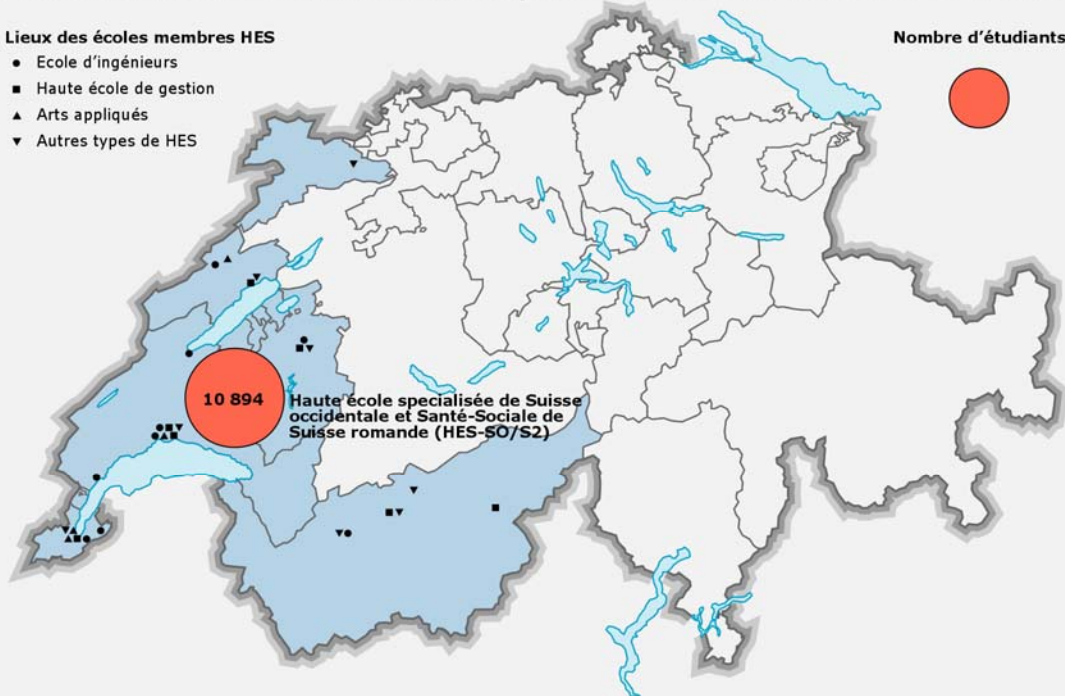 Lieux des écoles membres HES
Ecole d'ingénieurs
Haute école de gestion
Arts appliqués
Autres types de HES
Nombre d'étudiants
10 894
Haute école specialisée de Suisse
occidentale et Santé-Sociale de
Suisse romande (HES-SO/S2)